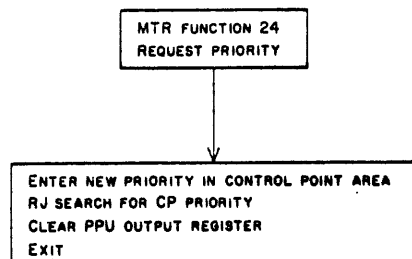 MTR FUNCTION 24
REQUEST PRIORITY
ENTER NEW PRIORITY IN CONTROL POINT AREA
RJ SEARCH FOR CP PRIORITY
CLEAR PPU OUTPUT REGISTER
EXIT